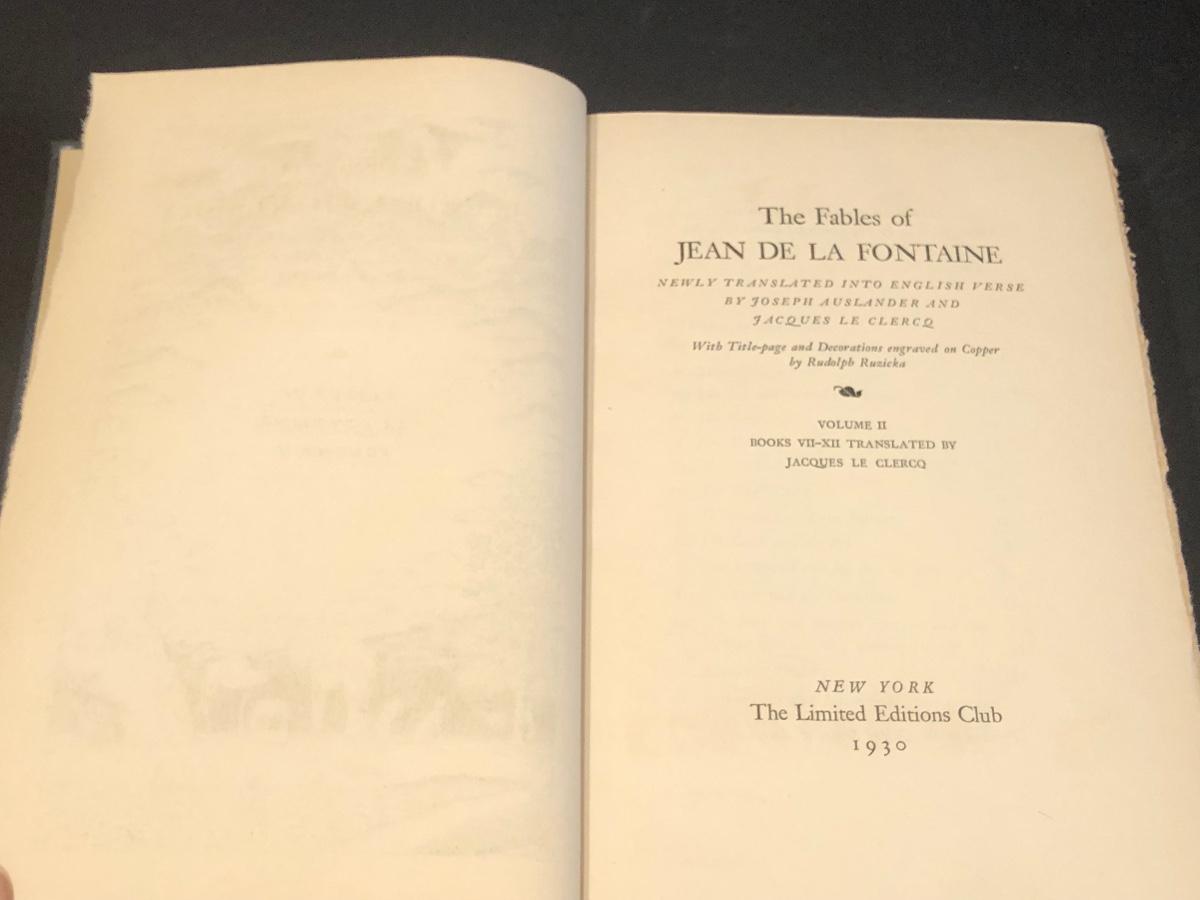 The Fables of
JEAN DE LA FONTAINE
NEWLY TRANSLATED INTO ENGLISH VERSE
BY JOSEPH AUSLANDER AND
JACQUES LE CLERCQ
With Title-page and Decorations engraved on Copper
by Rudolph Ruzicka
VOLUME II
BOOKS VII-XII TRANSLATED BY
JACQUES LE CLERCQ
NEW YORK
The Limited Editions Club
1930